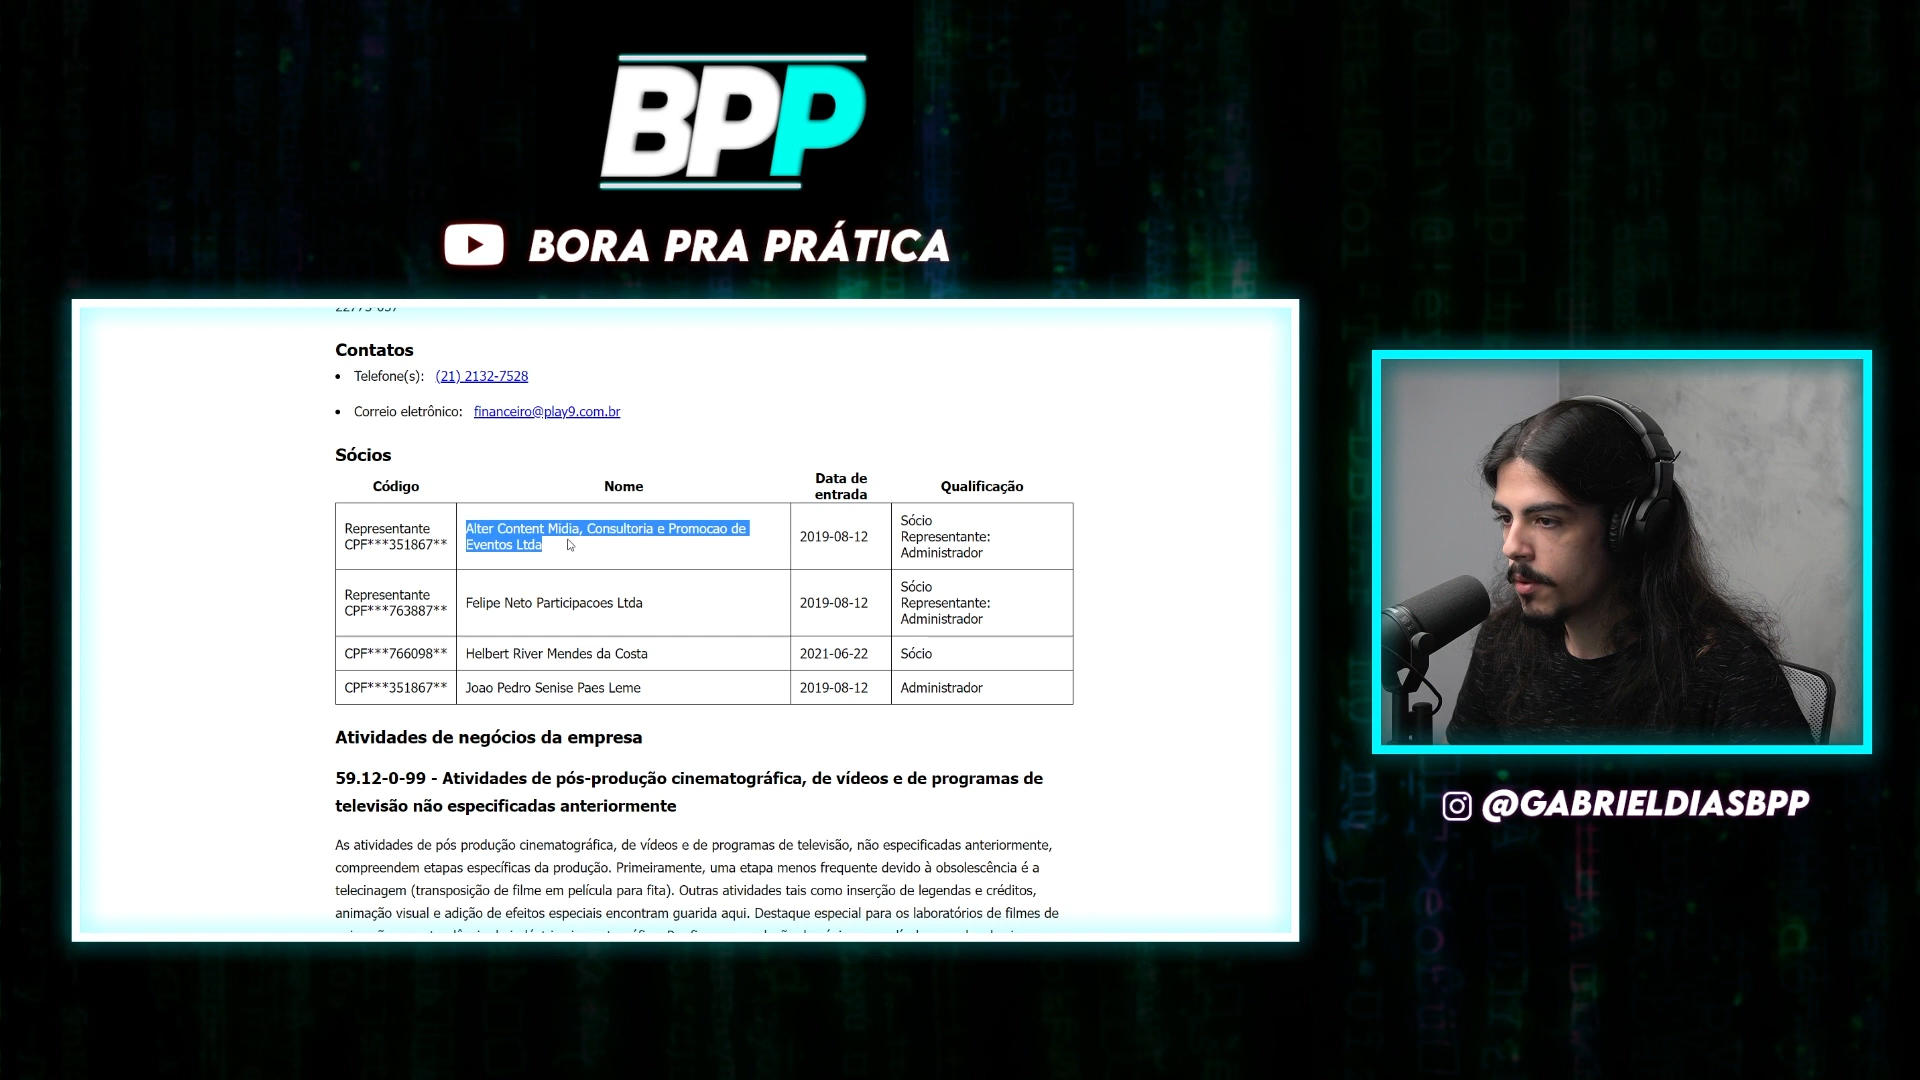 BPP
BORA PRA PRÁTICA
Contatos
• Telefone(s): (21) 2132-7528
• Correio eletrônico: financeiro@play9.com.br
Sócios
Código Nome Data de entrada Qualificação
Representante CPF***351867** Alter Content Midia, Consultoria e Promocao de Eventos Ltda 2019-08-12 Sócio Representante: Administrador
Representante CPF***763887** Felipe Neto Participacoes Ltda 2019-08-12 Sócio Representante: Administrador
CPF***766098** Helbert River Mendes da Costa 2021-06-22 Sócio
CPF***351867** Joao Pedro Senise Paes Leme 2019-08-12 Administrador
Atividades de negócios da empresa
59.12-0-99 - Atividades de pós-produção cinematográfica, de vídeos e de programas de
televisão não especificadas anteriormente
As atividades de pós produção cinematográfica, de vídeos e de programas de televisão, não especificadas anteriormente,
compreendem etapas específicas da produção. Primeiramente, uma etapa menos frequente devido à obsolescência é a
telecinagem (transposição de filme em película para fita). Outras atividades tais como inserção de legendas e créditos,
animação visual e adição de efeitos especiais encontram guarida aqui. Destaque especial para os laboratórios de filmes de
@GABRIELDIASBPP